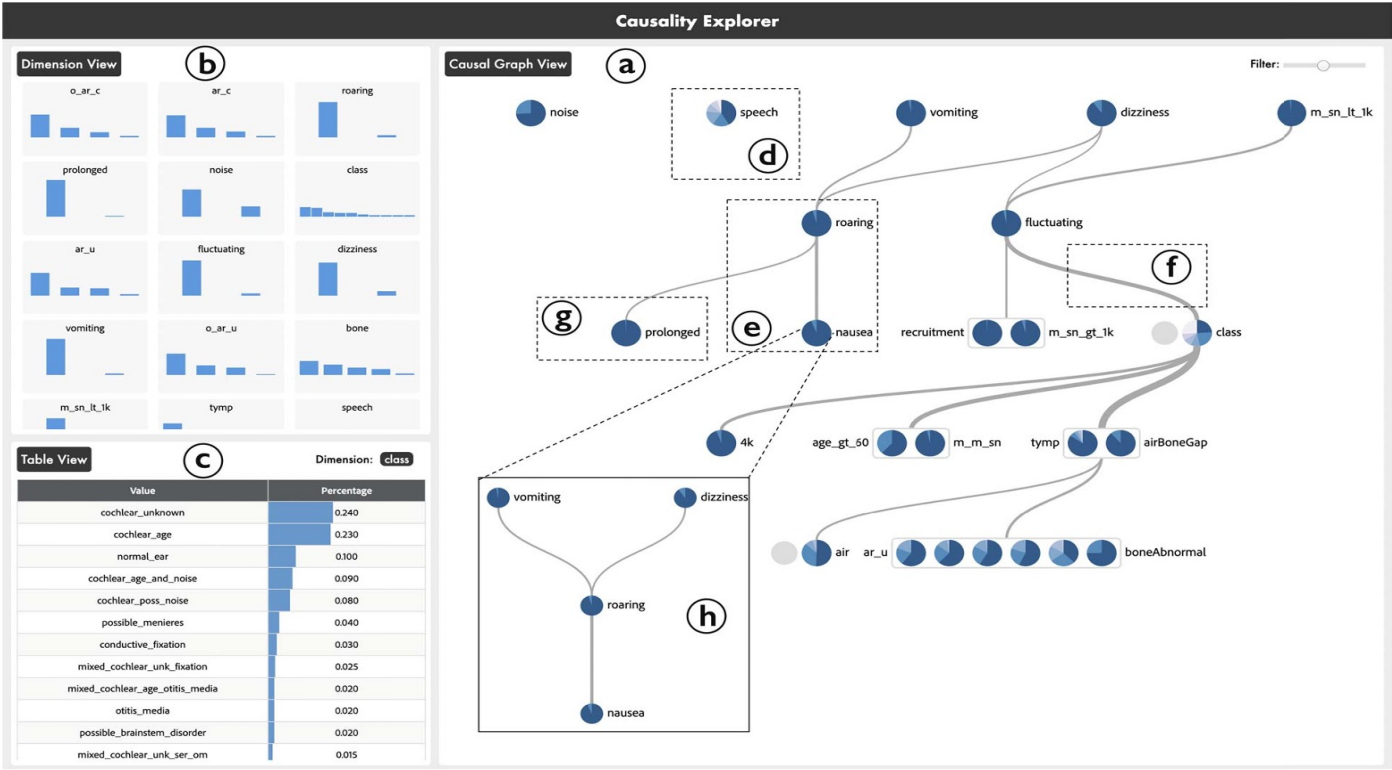 Causality Explorer
Dimension View
b
o_ar_c
ar_c
roaring
prolonged
noise
class
ar_u
fluctuating
dizziness
vomiting
o_ar_u
bone
m_sn_lt_1k
tymp
speech
Table View
c
Dimension: class
Value Percentage
cochlear_unknown 0.240
cochlear_age 0.230
normal_ear 0.100
cochlear_age_and_noise 0.090
cochlear_poss_noise 0.080
possible_menieres 0.040
conductive_fixation 0.030
mixed_cochlear_unk_fixation 0.025
mixed_cochlear_age_otitis_media 0.020
otitis_media 0.020
possible_brainstem_disorder 0.020
mixed_cochlear_unk_ser_om 0.015
Causal Graph View
a
Filter:
noise
speech
vomiting
dizziness
m_sn_lt_1k
d
roaring
fluctuating
f
g
prolonged
e
nausea
recruitment
m_sn_gt_1k
class
4k
age_gt_60
m_m_sn
tymp
airBoneGap
air
ar_u
boneAbnormal
vomiting
dizziness
roaring
h
nausea